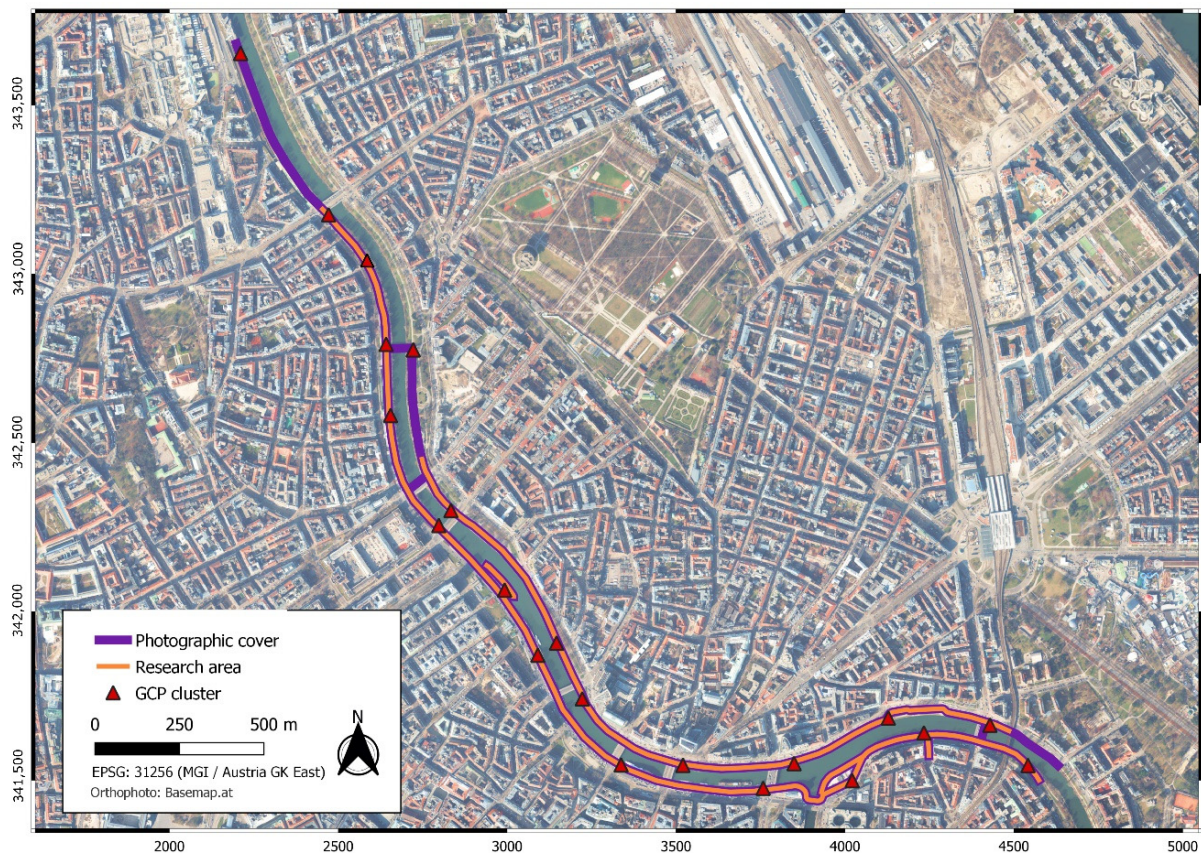 343,500
343,000
342,500
342,000
341,500
Photographic cover
Research area
GCP cluster
0 250 500 m
N
EPSG: 31256 (MGI / Austria GK East)
Orthophoto: Basemap.at
2000 2500 3000 3500 4000 4500 5000